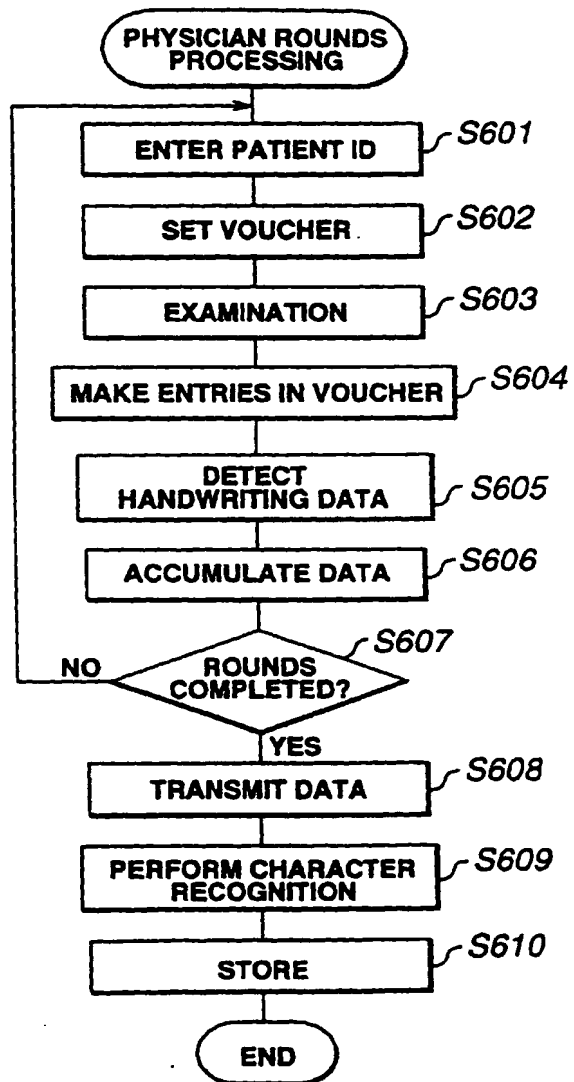 PHYSICIAN ROUNDS
PROCESSING
ENTER PATIENT ID
S601
SET VOUCHER
S602
EXAMINATION
S603
MAKE ENTRIES IN VOUCHER
S604
DETECT
HANDWRITING DATA
S605
ACCUMULATE DATA
S606
S607
NO
ROUNDS
COMPLETED?
YES
TRANSMIT DATA
S608
PERFORM CHARACTER
RECOGNITION
S609
STORE
S610
END